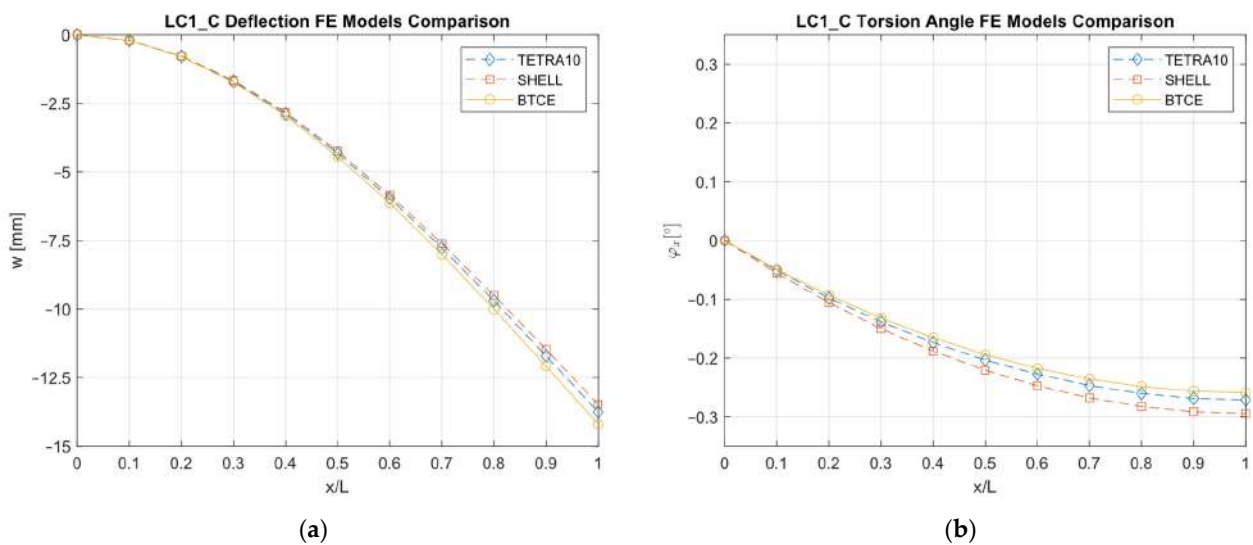 LC1_C Deflection FE Models Comparison
TETRA10
SHELL
BTCE
0
−2.5
−5
−7.5
−10
−12.5
−15
w [mm]
0 0.1 0.2 0.3 0.4 0.5 0.6 0.7 0.8 0.9 1
x/L
(a)
LC1_C Torsion Angle FE Models Comparison
TETRA10
SHELL
BTCE
0.3
0.2
0.1
0
−0.1
−0.2
−0.3
φx[°]
0 0.1 0.2 0.3 0.4 0.5 0.6 0.7 0.8 0.9 1
x/L
(b)